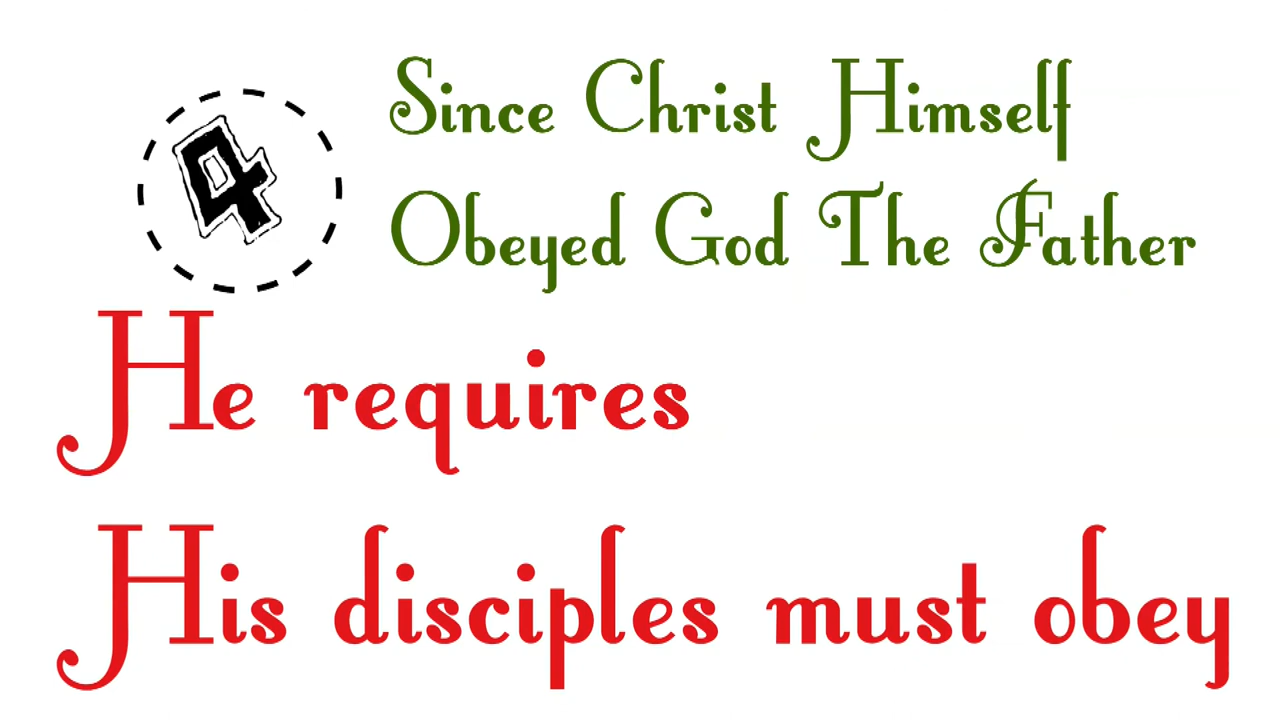 4
Since Christ Himself
Obeyed God The Father
He requires
His disciples must obey